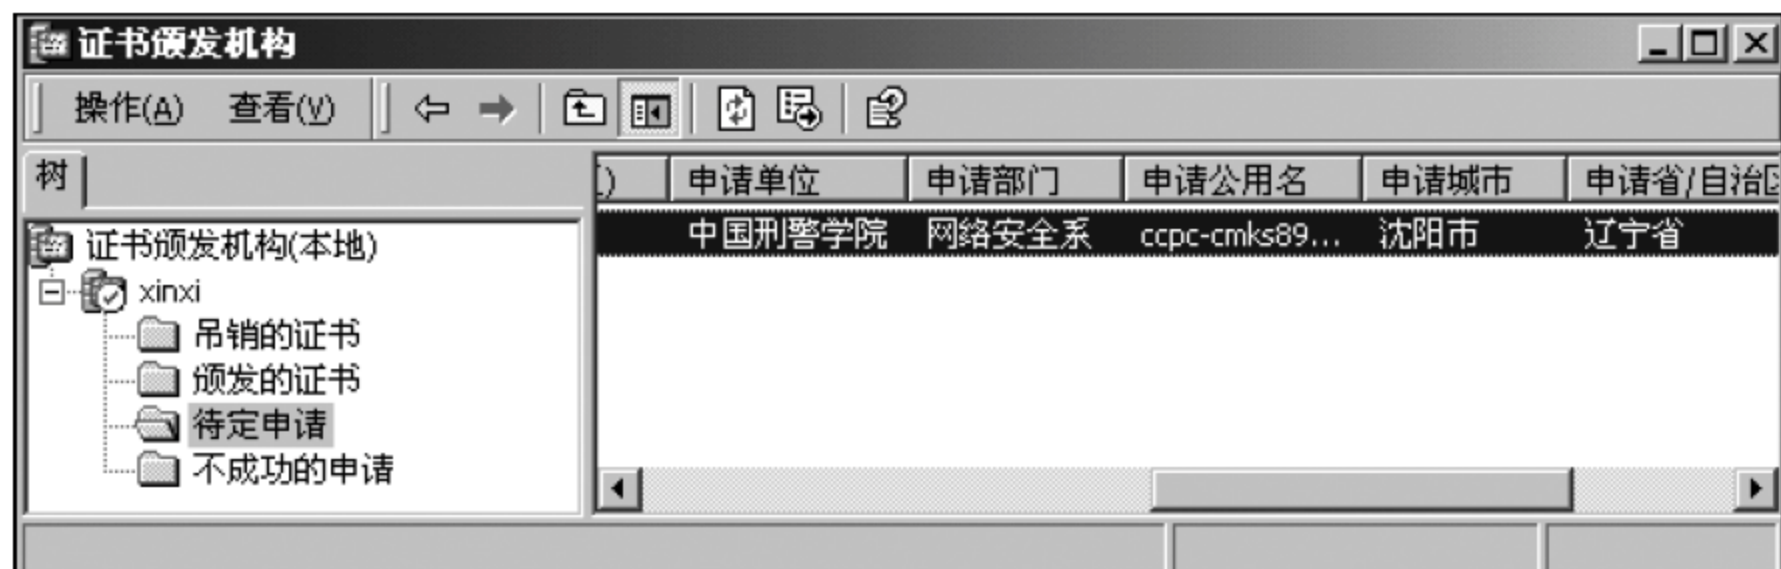 证书颁发机构
操作(A) 查看(V)
树
) 申请单位 申请部门 申请公用名 申请城市 申请省/自治区
中国刑警学院 网络安全系 ccpc-cmks89... 沈阳市 辽宁省
证书颁发机构(本地)
xinxi
吊销的证书
颁发的证书
待定申请
不成功的申请